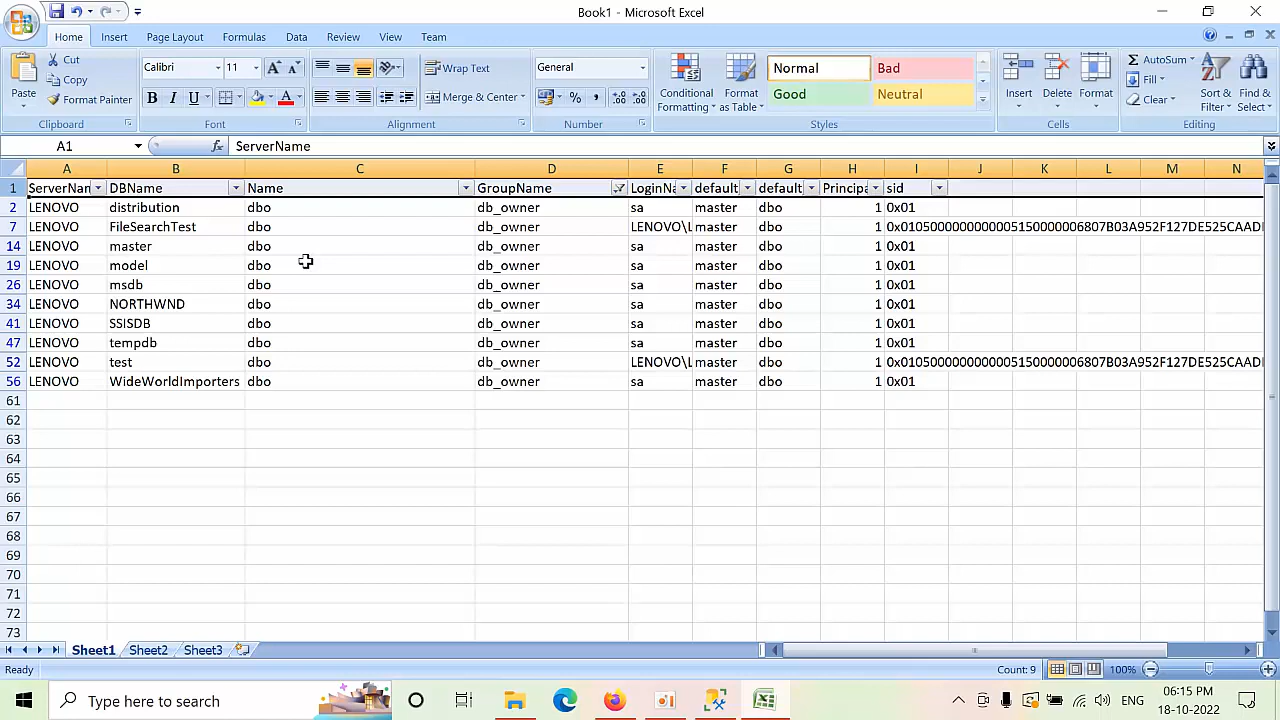 Book1 - Microsoft Excel
Home Insert Page Layout Formulas Data Review View Team
Cut
Copy
Format Painter
Paste
Clipboard
Calibri 11
B I U
Font
Wrap Text
Merge & Center
Alignment
General
Number
Conditional Formatting
Format as Table
Normal Bad
Good Neutral
Styles
Insert Delete Format
Cells
AutoSum
Fill
Clear
Sort & Filter
Find & Select
Editing
A1 fx ServerName
A B C D E F G H I J K L M N
1 ServerNan DBName Name GroupName LoginNa default default Principa sid
2 LENOVO distribution dbo db_owner sa master dbo 1 0x01
7 LENOVO FileSearchTest dbo db_owner LENOVO\L master dbo 1 0x0105000000000005150000006807B03A952F127DE525CAAD
14 LENOVO master dbo db_owner sa master dbo 1 0x01
19 LENOVO model dbo db_owner sa master dbo 1 0x01
26 LENOVO msdb dbo db_owner sa master dbo 1 0x01
34 LENOVO NORTHWND dbo db_owner sa master dbo 1 0x01
41 LENOVO SSISDB dbo db_owner sa master dbo 1 0x01
47 LENOVO tempdb dbo db_owner sa master dbo 1 0x01
52 LENOVO test dbo db_owner LENOVO\L master dbo 1 0x0105000000000005150000006807B03A952F127DE525CAAD
56 LENOVO WideWorldImporters dbo db_owner sa master dbo 1 0x01
61
62
63
64
65
66
67
68
69
70
71
72
73
Sheet1 Sheet2 Sheet3
Ready Count: 9 100%
Type here to search ENG 06:15 PM
18-10-2022